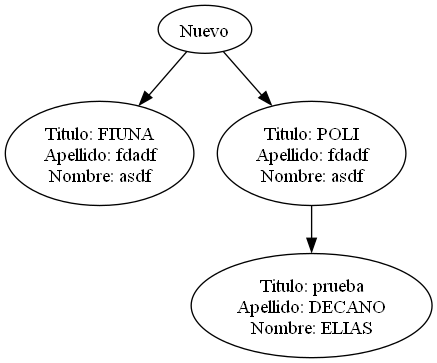 Nuevo
Titulo: FIUNA
Apellido: fdadf
Nombre: asdf
Titulo: POLI
Apellido: fdadf
Nombre: asdf
Titulo: prueba
Apellido: DECANO
Nombre: ELIAS